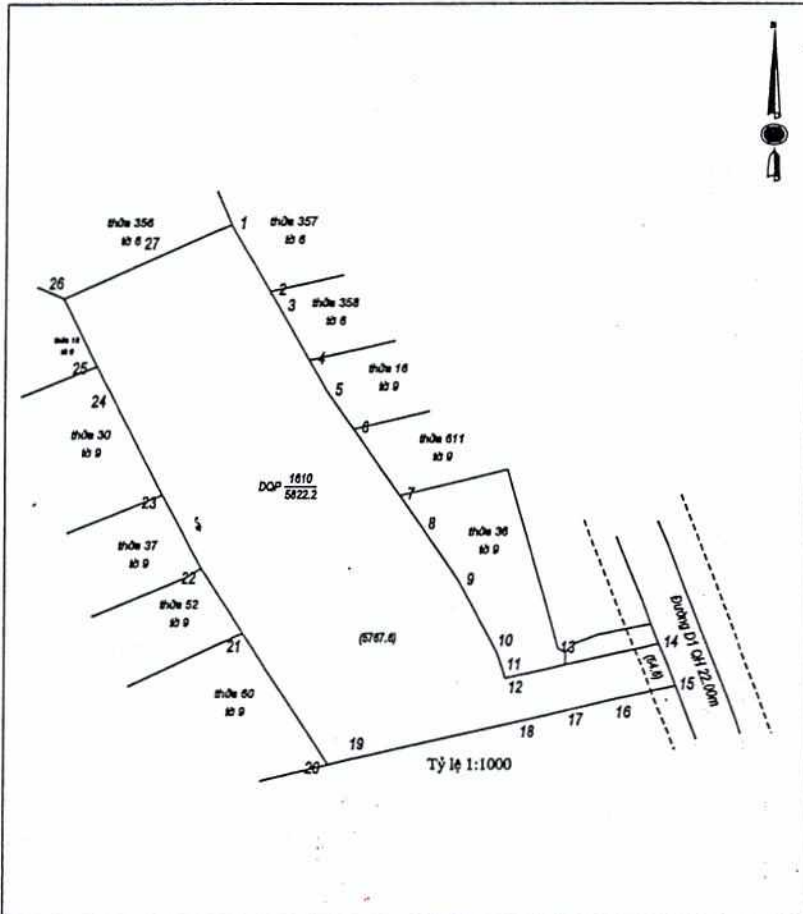 N
thửa 356
tờ 6
27
1
thửa 357
tờ 6
26
2
3
thửa 358
tờ 6
25
4
thửa 16
tờ 9
24
5
6
thửa 30
tờ 9
thửa 611
tờ 9
DQP 1610
5822.2
7
23
8
thửa 36
tờ 9
thửa 37
tờ 9
22
9
thửa 52
tờ 9
21
(5767.6)
10
11
12
13
14
(54.6)
Đường D1 QH 22.00m
15
thửa 60
tờ 9
16
17
18
19
20
Tỷ lệ 1:1000